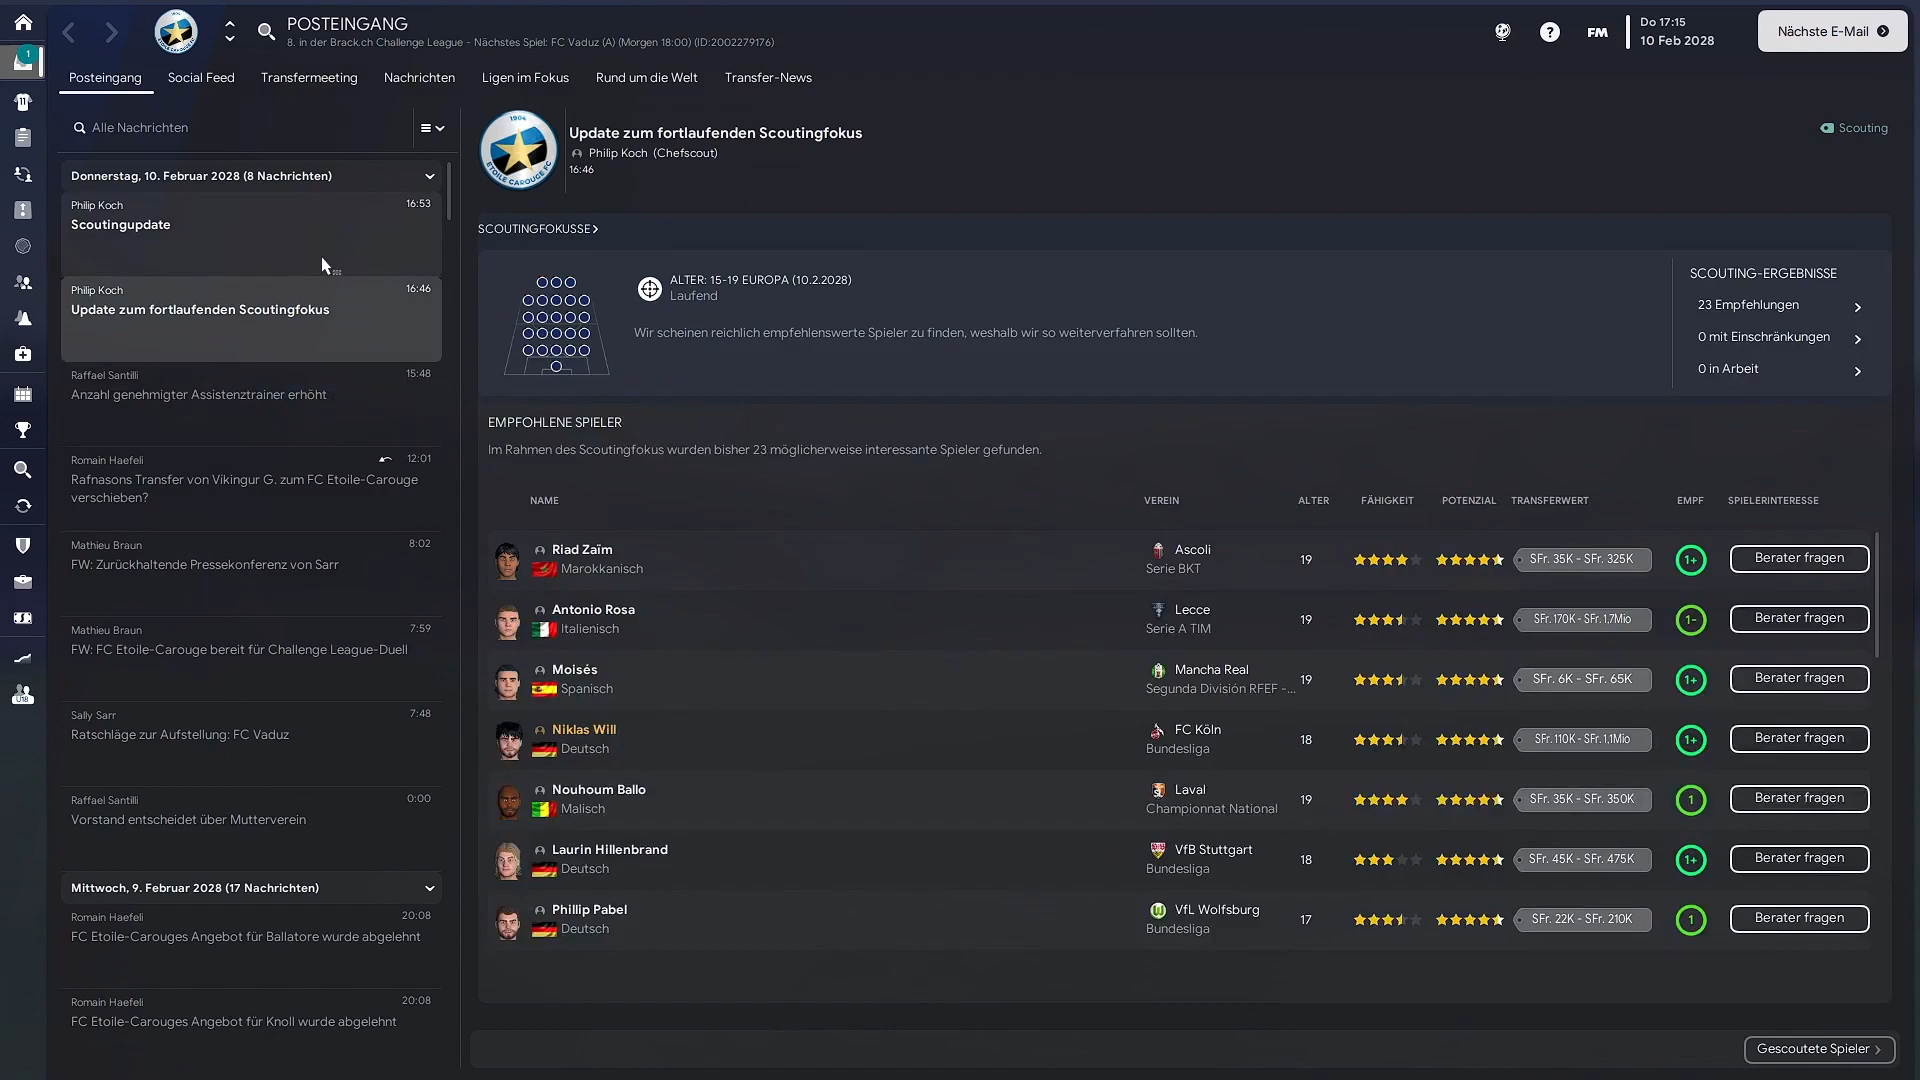 POSTEINGANG
8. in der Brack.ch Challenge League - Nächstes Spiel: FC Vaduz (A) (Morgen 18:00) (ID:2002279176)
FM
Do 17:15
10 Feb 2028
Nächste E-Mail
1
Posteingang
Social Feed
Transfermeeting
Nachrichten
Ligen im Fokus
Rund um die Welt
Transfer-News
Alle Nachrichten
Donnerstag, 10. Februar 2028 (8 Nachrichten)
Philip Koch 16:53
Scoutingupdate
Philip Koch 16:46
Update zum fortlaufenden Scoutingfokus
Raffael Santilli 15:48
Anzahl genehmigter Assistenztrainer erhöht
Romain Haefeli 12:01
Rafnasons Transfer von Víkingur G. zum FC Etoile-Carouge
verschieben?
Mathieu Braun 8:02
FW: Zurückhaltende Pressekonferenz von Sarr
Mathieu Braun 7:59
FW: FC Etoile-Carouge bereit für Challenge League-Duell
Sally Sarr 7:48
Ratschläge zur Aufstellung: FC Vaduz
Raffael Santilli 0:00
Vorstand entscheidet über Mutterverein
Mittwoch, 9. Februar 2028 (17 Nachrichten)
Romain Haefeli 20:08
FC Etoile-Carouges Angebot für Ballatore wurde abgelehnt
Romain Haefeli 20:08
FC Etoile-Carouges Angebot für Knoll wurde abgelehnt
11
U18
1904
ETOILE CAROUGE FC
Update zum fortlaufenden Scoutingfokus
Philip Koch (Chefscout)
16:46
Scouting
SCOUTINGFOKUSSE
ALTER: 15-19 EUROPA (10.2.2028)
Laufend
Wir scheinen reichlich empfehlenswerte Spieler zu finden, weshalb wir so weiterverfahren sollten.
SCOUTING-ERGEBNISSE
23 Empfehlungen
0 mit Einschränkungen
0 in Arbeit
EMPFOHLENE SPIELER
Im Rahmen des Scoutingfokus wurden bisher 23 möglicherweise interessante Spieler gefunden.
NAME VEREIN ALTER FÄHIGKEIT POTENZIAL TRANSFERWERT EMPF SPIELERINTERESSE
Riad Zaïm Ascoli 19 SFr. 35K - SFr. 325K 1+ Berater fragen
Marokkanisch Serie BKT
Antonio Rosa Lecce 19 SFr. 170K - SFr. 1,7Mio 1- Berater fragen
Italienisch Serie A TIM
Moisés Mancha Real 19 SFr. 6K - SFr. 65K 1+ Berater fragen
Spanisch Segunda División RFEF -...
Niklas Will FC Köln 18 SFr. 110K - SFr. 1,1Mio 1+ Berater fragen
Deutsch Bundesliga
Nouhoum Ballo Laval 19 SFr. 35K - SFr. 350K 1 Berater fragen
Malisch Championnat National
Laurin Hillenbrand VfB Stuttgart 18 SFr. 45K - SFr. 475K 1+ Berater fragen
Deutsch Bundesliga
Phillip Pabel VfL Wolfsburg 17 SFr. 22K - SFr. 210K 1 Berater fragen
Deutsch Bundesliga
Gescoutete Spieler